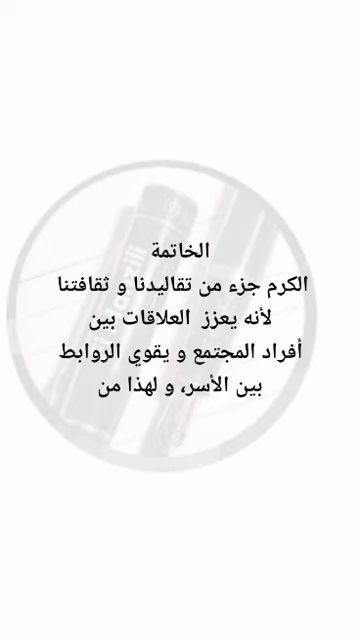 الخاتمة
الكرم جزء من تقاليدنا و ثقافتنا
لأنه يعزز  العلاقات بين
أفراد المجتمع و يقوي الروابط
بين الأسر، و لهذا من